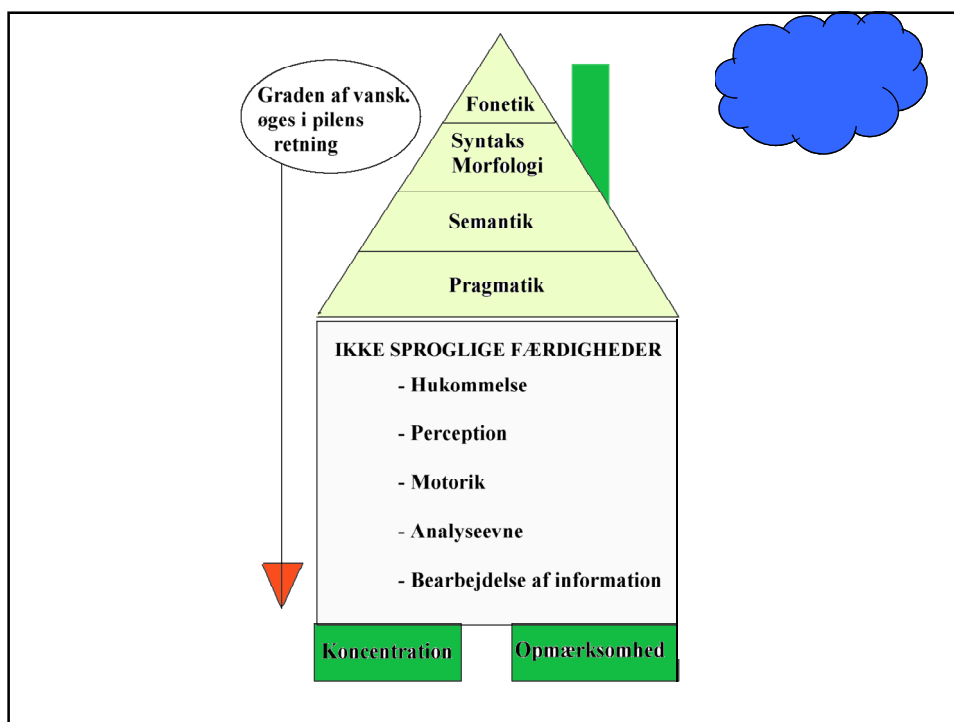 Graden af vansk.
øges i pilens
retning
Fonetik
Syntaks
Morfologi
Semantik
Pragmatik
IKKE SPROGLIGE FÆRDIGHEDER
- Hukommelse
- Perception
- Motorik
- Analyseevne
- Bearbejdelse af information
Koncentration
Opmærksomhed